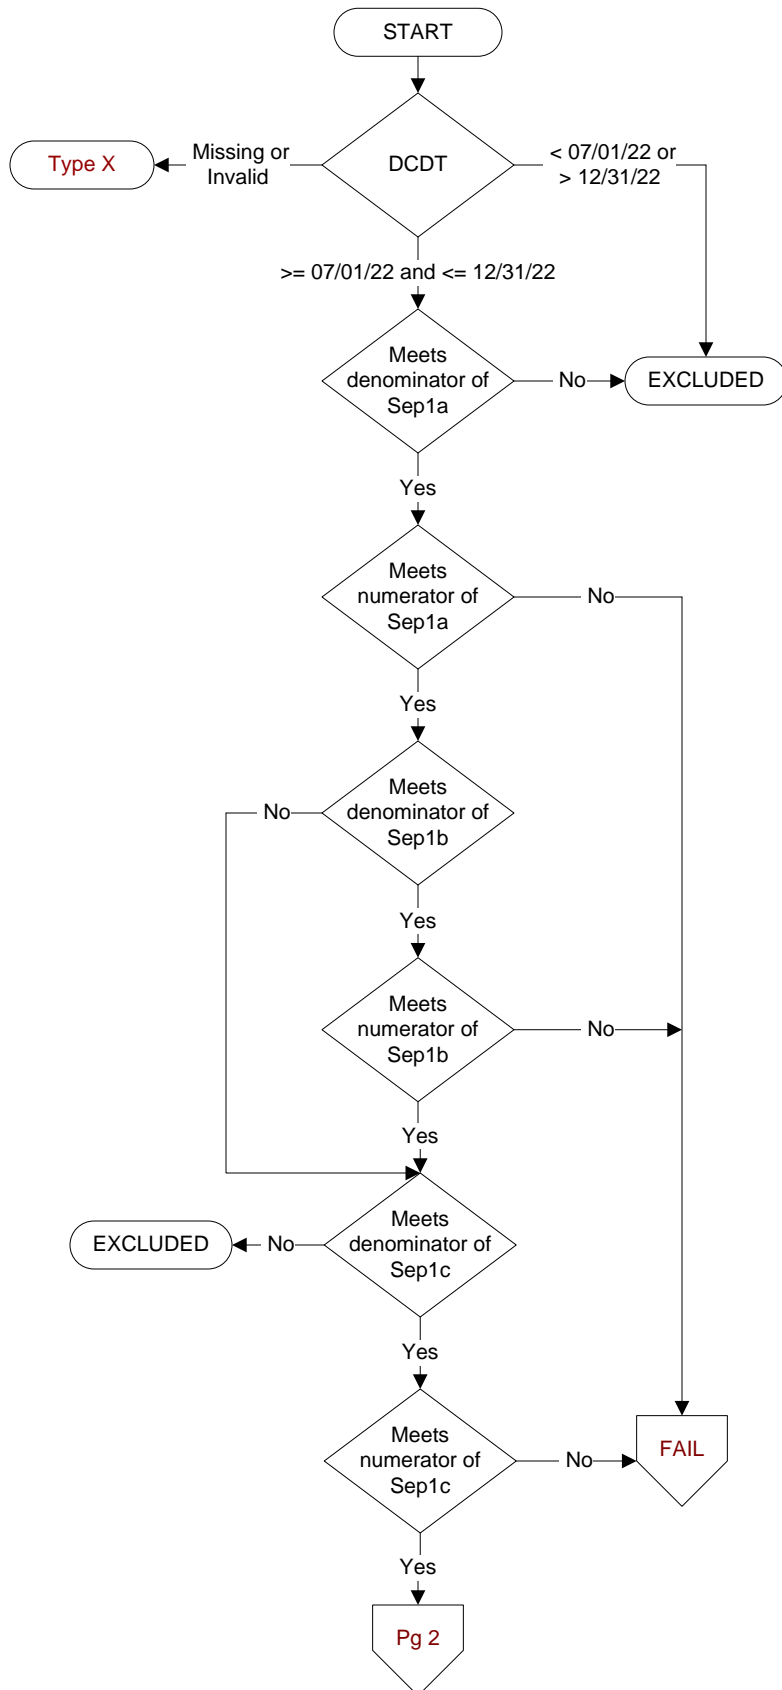 START
DCDT
Missing or
Invalid
Type X
< 07/01/22 or
> 12/31/22
>= 07/01/22 and <= 12/31/22
Meets
denominator of
Sep1a
No
EXCLUDED
Yes
Meets
numerator of
Sep1a
No
Yes
Meets
denominator of
Sep1b
No
Yes
Meets
numerator of
Sep1b
No
Yes
Meets
denominator of
Sep1c
No
EXCLUDED
Yes
Meets
numerator of
Sep1c
No
FAIL
Yes
Pg 2